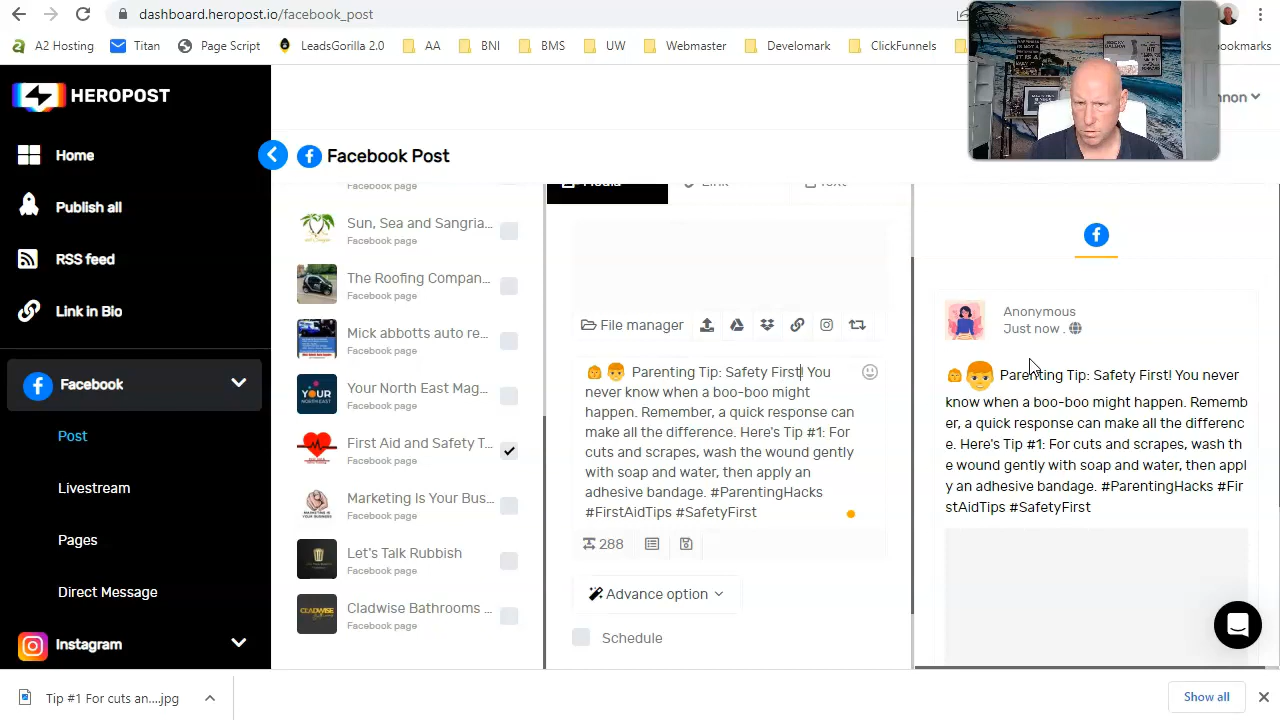 dashboard.heropost.io/facebook_post
A2 Hosting
Titan
Page Script
Gorilla 2.0
AA
BNI
BMS
UW
Webmaster
Develomark
ClickFunnels
bookmarks
HEROPOST
Home
Publish all
RSS feed
Link in Bio
Facebook
Post
Livestream
Pages
Direct Message
Instagram
Facebook Post
Facebook page
Sun, Sea and Sangria...
Facebook page
The Roofing Compan...
Facebook page
Mick abbotts auto re...
Facebook page
Your North East Mag...
Facebook page
First Aid and Safety T...
Facebook page
Marketing Is Your Bus...
Facebook page
Let's Talk Rubbish
Facebook page
Cladwise Bathrooms ...
Facebook page
Media
Link
Text
File manager
Parenting Tip: Safety First! You
never know when a boo-boo might
happen. Remember, a quick response can
make all the difference. Here's Tip #1: For
cuts and scrapes, wash the wound gently
with soap and water, then apply an
adhesive bandage. #ParentingHacks
#FirstAidTips #SafetyFirst
288
Advance option
Schedule
nnon
Anonymous
Just now .
Parenting Tip: Safety First! You never
know when a boo-boo might happen. Rememb
er, a quick response can make all the differenc
e. Here's Tip #1: For cuts and scrapes, wash th
e wound gently with soap and water, then appl
y an adhesive bandage. #ParentingHacks #Fir
stAidTips #SafetyFirst
Tip #1 For cuts an....jpg
Show all